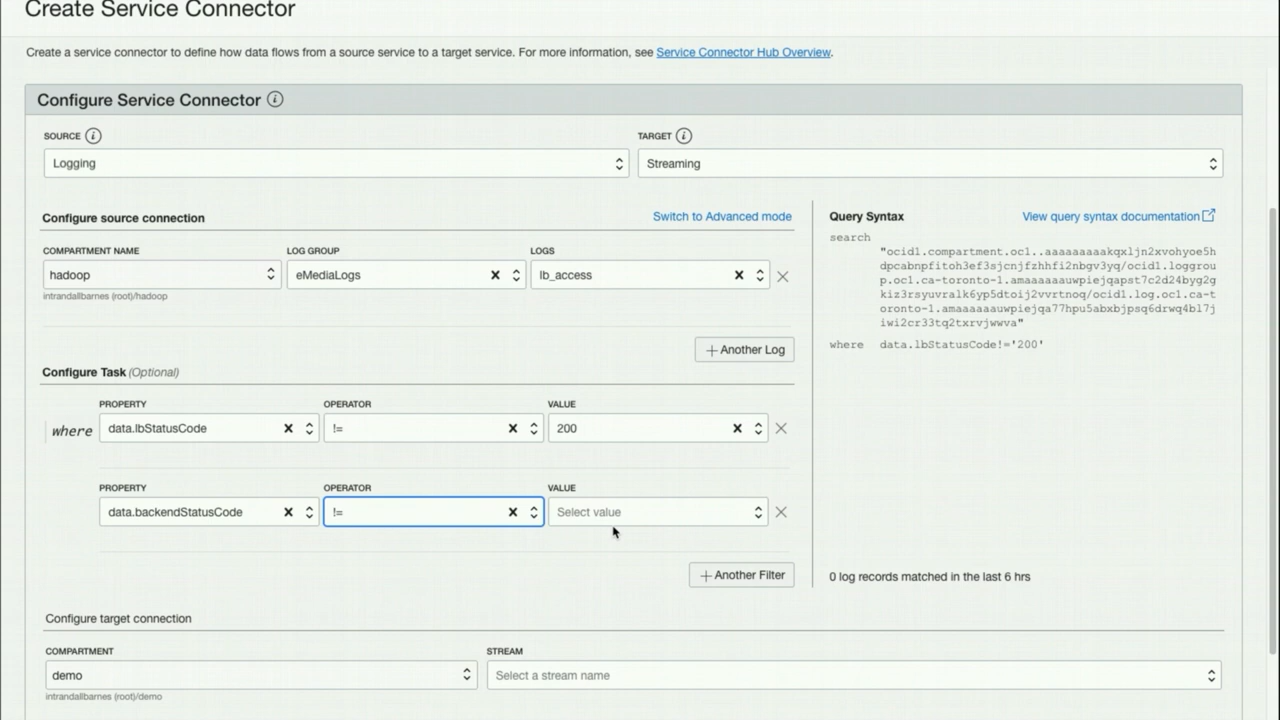 Create Service Connector
Create a service connector to define how data flows from a source service to a target service. For more information, see Service Connector Hub Overview.
Configure Service Connector
SOURCE
TARGET
Logging
Streaming
Configure source connection
Switch to Advanced mode
COMPARTMENT NAME
LOG GROUP
LOGS
hadoop
eMediaLogs
lb_access
intrandallbarnes (root)/hadoop
+ Another Log
Configure Task (Optional)
PROPERTY
OPERATOR
VALUE
where
data.lbStatusCode
!=
200
PROPERTY
OPERATOR
VALUE
data.backendStatusCode
!=
Select value
+ Another Filter
Query Syntax
View query syntax documentation
search
"ocid1.compartment.oc1..aaaaaaaaakqxljn2xvohyoe5h
dpcabnpfitoh3ef3sjcnjfzhhfi2nbgv3yq/ocid1.loggrou
p.oc1.ca-toronto-1.amaaaaaauwpiejqapst7c2d24byg2g
kiz3rsyuvralk6yp5dtoij2vvrtnoq/ocid1.log.oc1.ca-t
oronto-1.amaaaaaauwpiejqa77hpu5abxbjpsq6drwq4bl7j
iwi2cr33tq2txrvjwwva"
where data.lbStatusCode!='200'
0 log records matched in the last 6 hrs
Configure target connection
COMPARTMENT
STREAM
demo
Select a stream name
intrandallbarnes (root)/demo